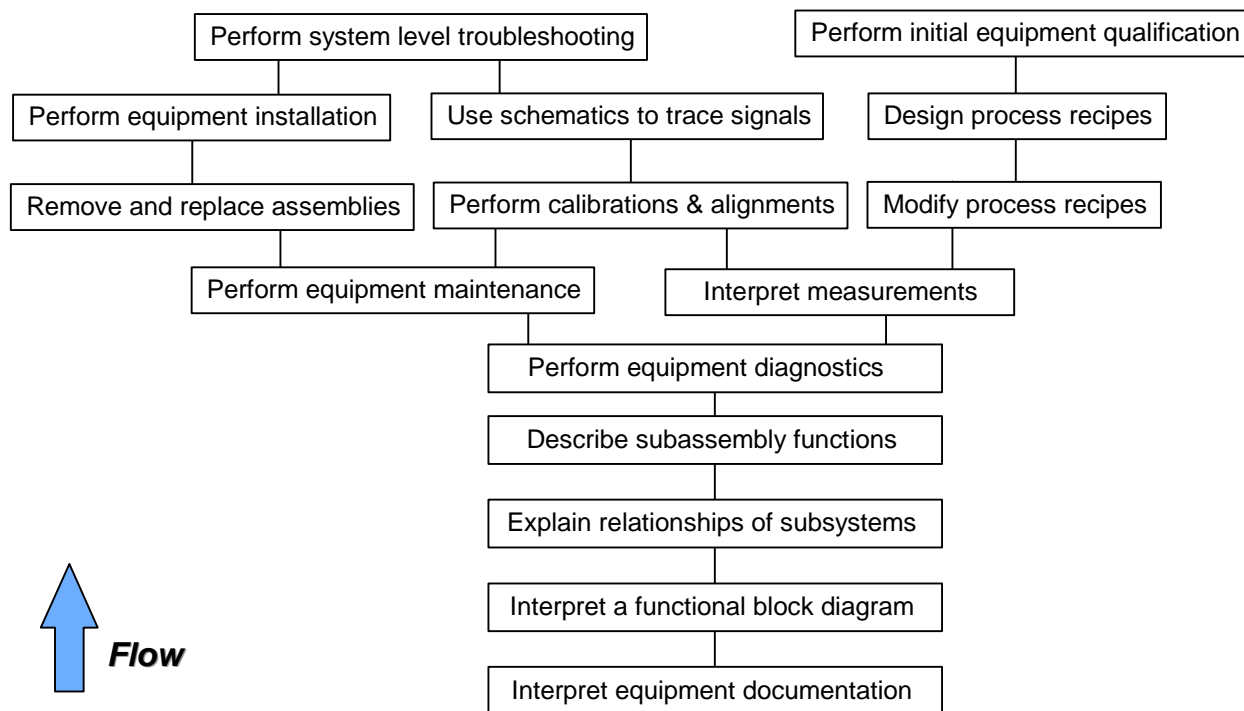 Perform system level troubleshooting
Perform initial equipment qualification
Perform equipment installation
Use schematics to trace signals
Design process recipes
Remove and replace assemblies
Perform calibrations & alignments
Modify process recipes
Perform equipment maintenance
Interpret measurements
Perform equipment diagnostics
Describe subassembly functions
Explain relationships of subsystems
Interpret a functional block diagram
Flow
Interpret equipment documentation